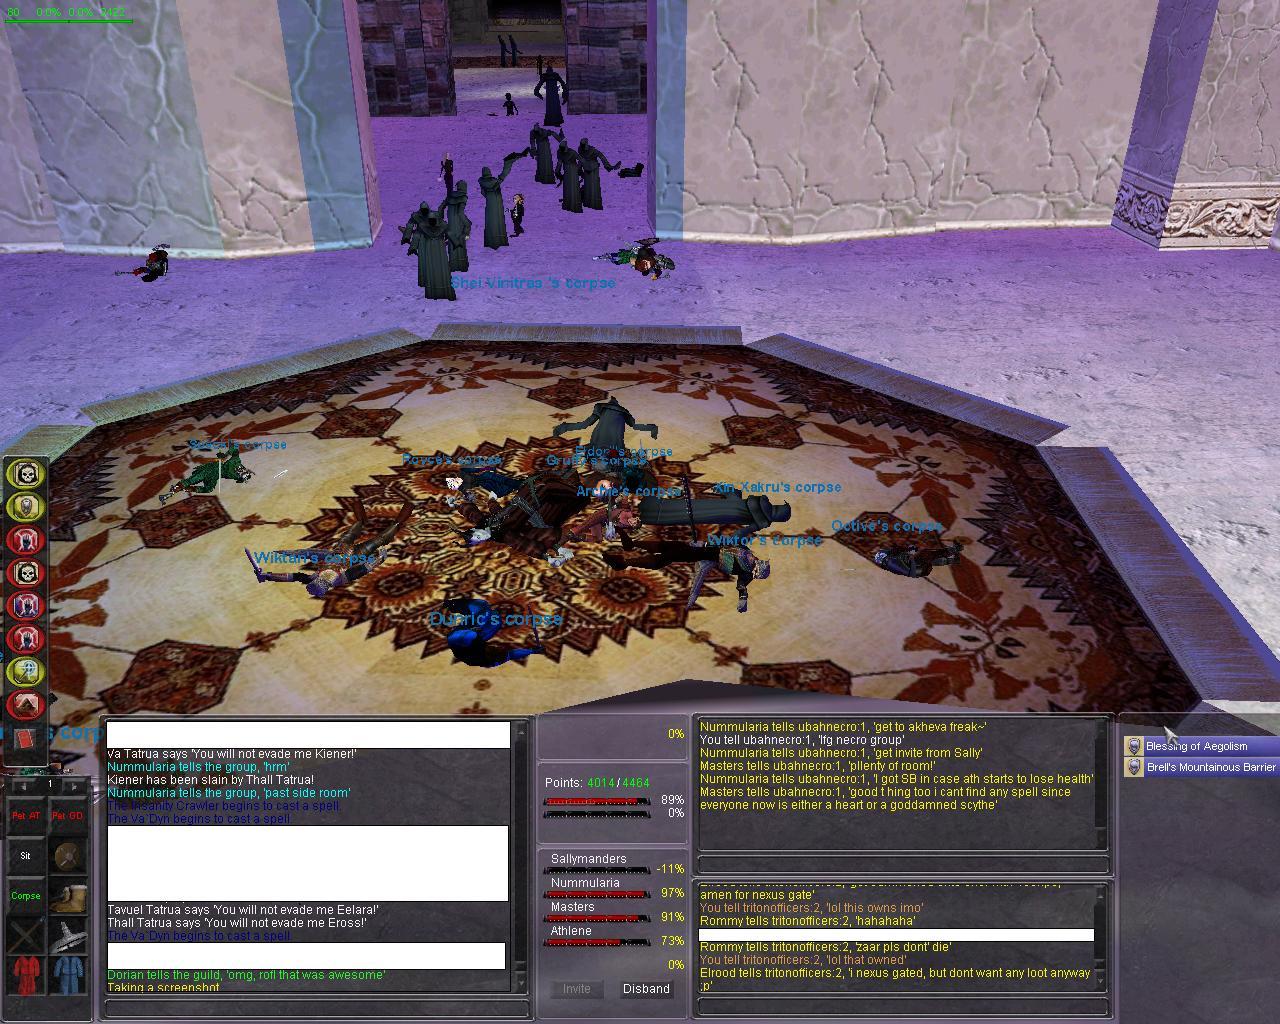 80 0.0% 0.0% 2422
Shei Vinitras 's corpse
Royce's corpse
Eldor's corpse
Archie's corpse
Xin Xakru's corpse
Octive's corpse
Wiktor's corpse
Wiktan's corpse
Dunric's corpse
corp
1
Pet AT
Pet GD
Sit
Corpse
Va Tatrua says 'You will not evade me Kiener!'
Nummularia tells the group, 'hrm'
Kiener has been slain by Thall Tatrua!
Nummularia tells the group, 'past side room'
The Insanity Crawler begins to cast a spell.
The Va`Dyn begins to cast a spell.
Tavuel Tatrua says 'You will not evade me Eelara!'
Thall Tatrua says 'You will not evade me Eross!'
The Va`Dyn begins to cast a spell.
Dorian tells the guild, 'omg, rofl that was awesome'
Taking a screenshot
0%
Points: 4014/4464
89%
0%
Sallymanders
-11%
Nummularia
97%
Masters
91%
Athlene
73%
0%
Invite
Disband
Nummularia tells ubahnecro:1, 'get to akheva freak~'
You tell ubahnecro:1, 'lfg necro group'
Nummularia tells ubahnecro:1, 'get invite from Sally'
Masters tells ubahnecro:1, 'pllenty of room!'
Nummularia tells ubahnecro:1, 'I got SB in case ath starts to lose health'
Masters tells ubahnecro:1, 'good t hing too i cant find any spell since
everyone now is either a heart or a goddamned scythe'
amen for nexus gate'
You tell tritonofficers:2, 'lol this owns imo'
Rommy tells tritonofficers:2, 'hahahaha'
Rommy tells tritonofficers:2, 'zaar pls dont' die'
You tell tritonofficers:2, 'lol that owned'
Elrood tells tritonofficers:2, 'i nexus gated, but dont want any loot anyway
;p'
Blessing of Aegolism
Brell's Mountainous Barrier